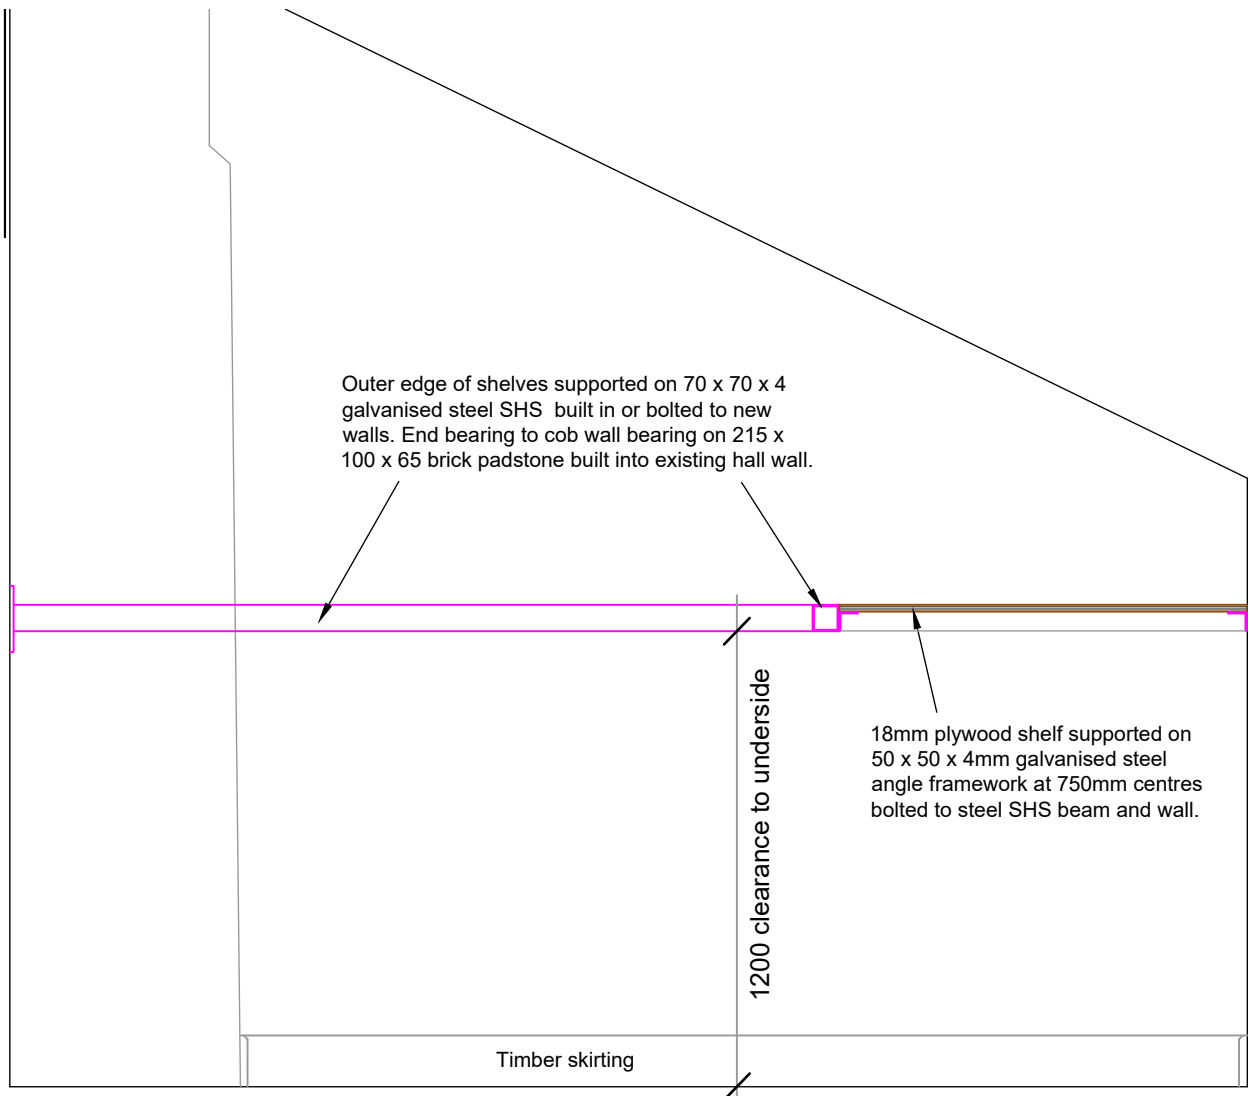 Outer edge of shelves supported on 70 x 70 x 4
galvanised steel SHS  built in or bolted to new
walls. End bearing to cob wall bearing on 215 x
100 x 65 brick padstone built into existing hall wall.
1200 clearance to underside
18mm plywood shelf supported on
50 x 50 x 4mm galvanised steel
angle framework at 750mm centres
bolted to steel SHS beam and wall.
Timber skirting